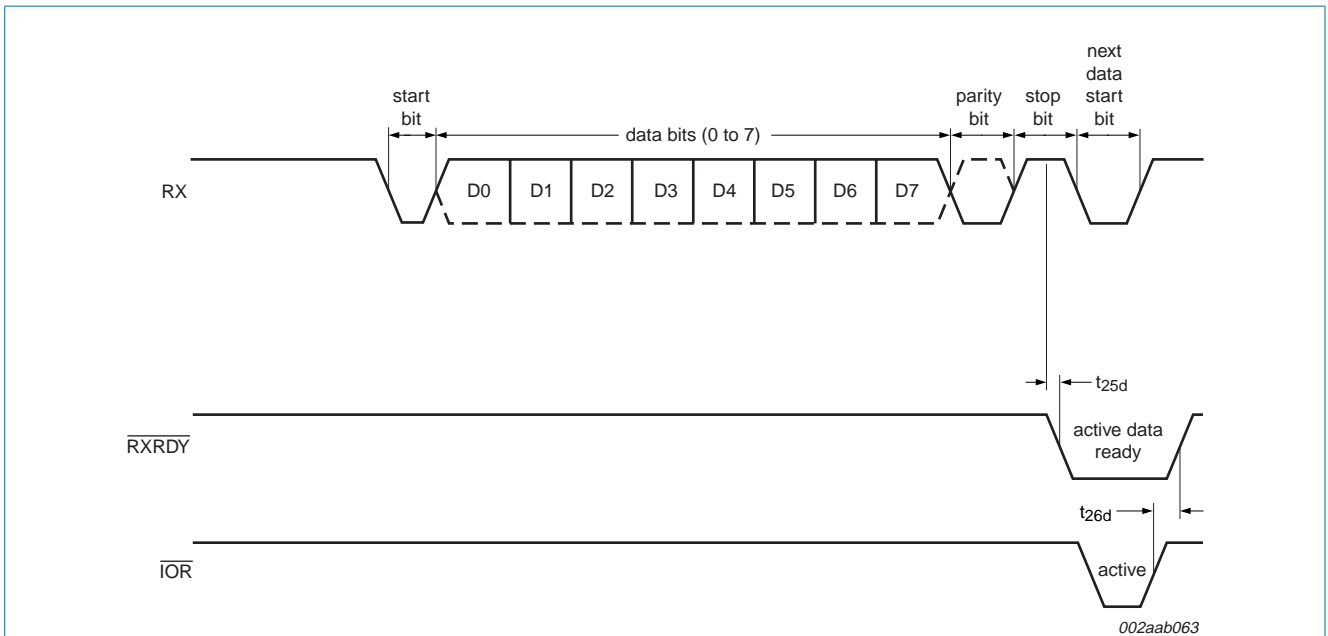 next
data
start
bit
start
bit
parity
bit
stop
bit
data bits (0 to 7)
RX
D0 D1 D2 D3 D4 D5 D6 D7
t25d
RXRDY
active data
ready
t26d
IOR
active
002aab063